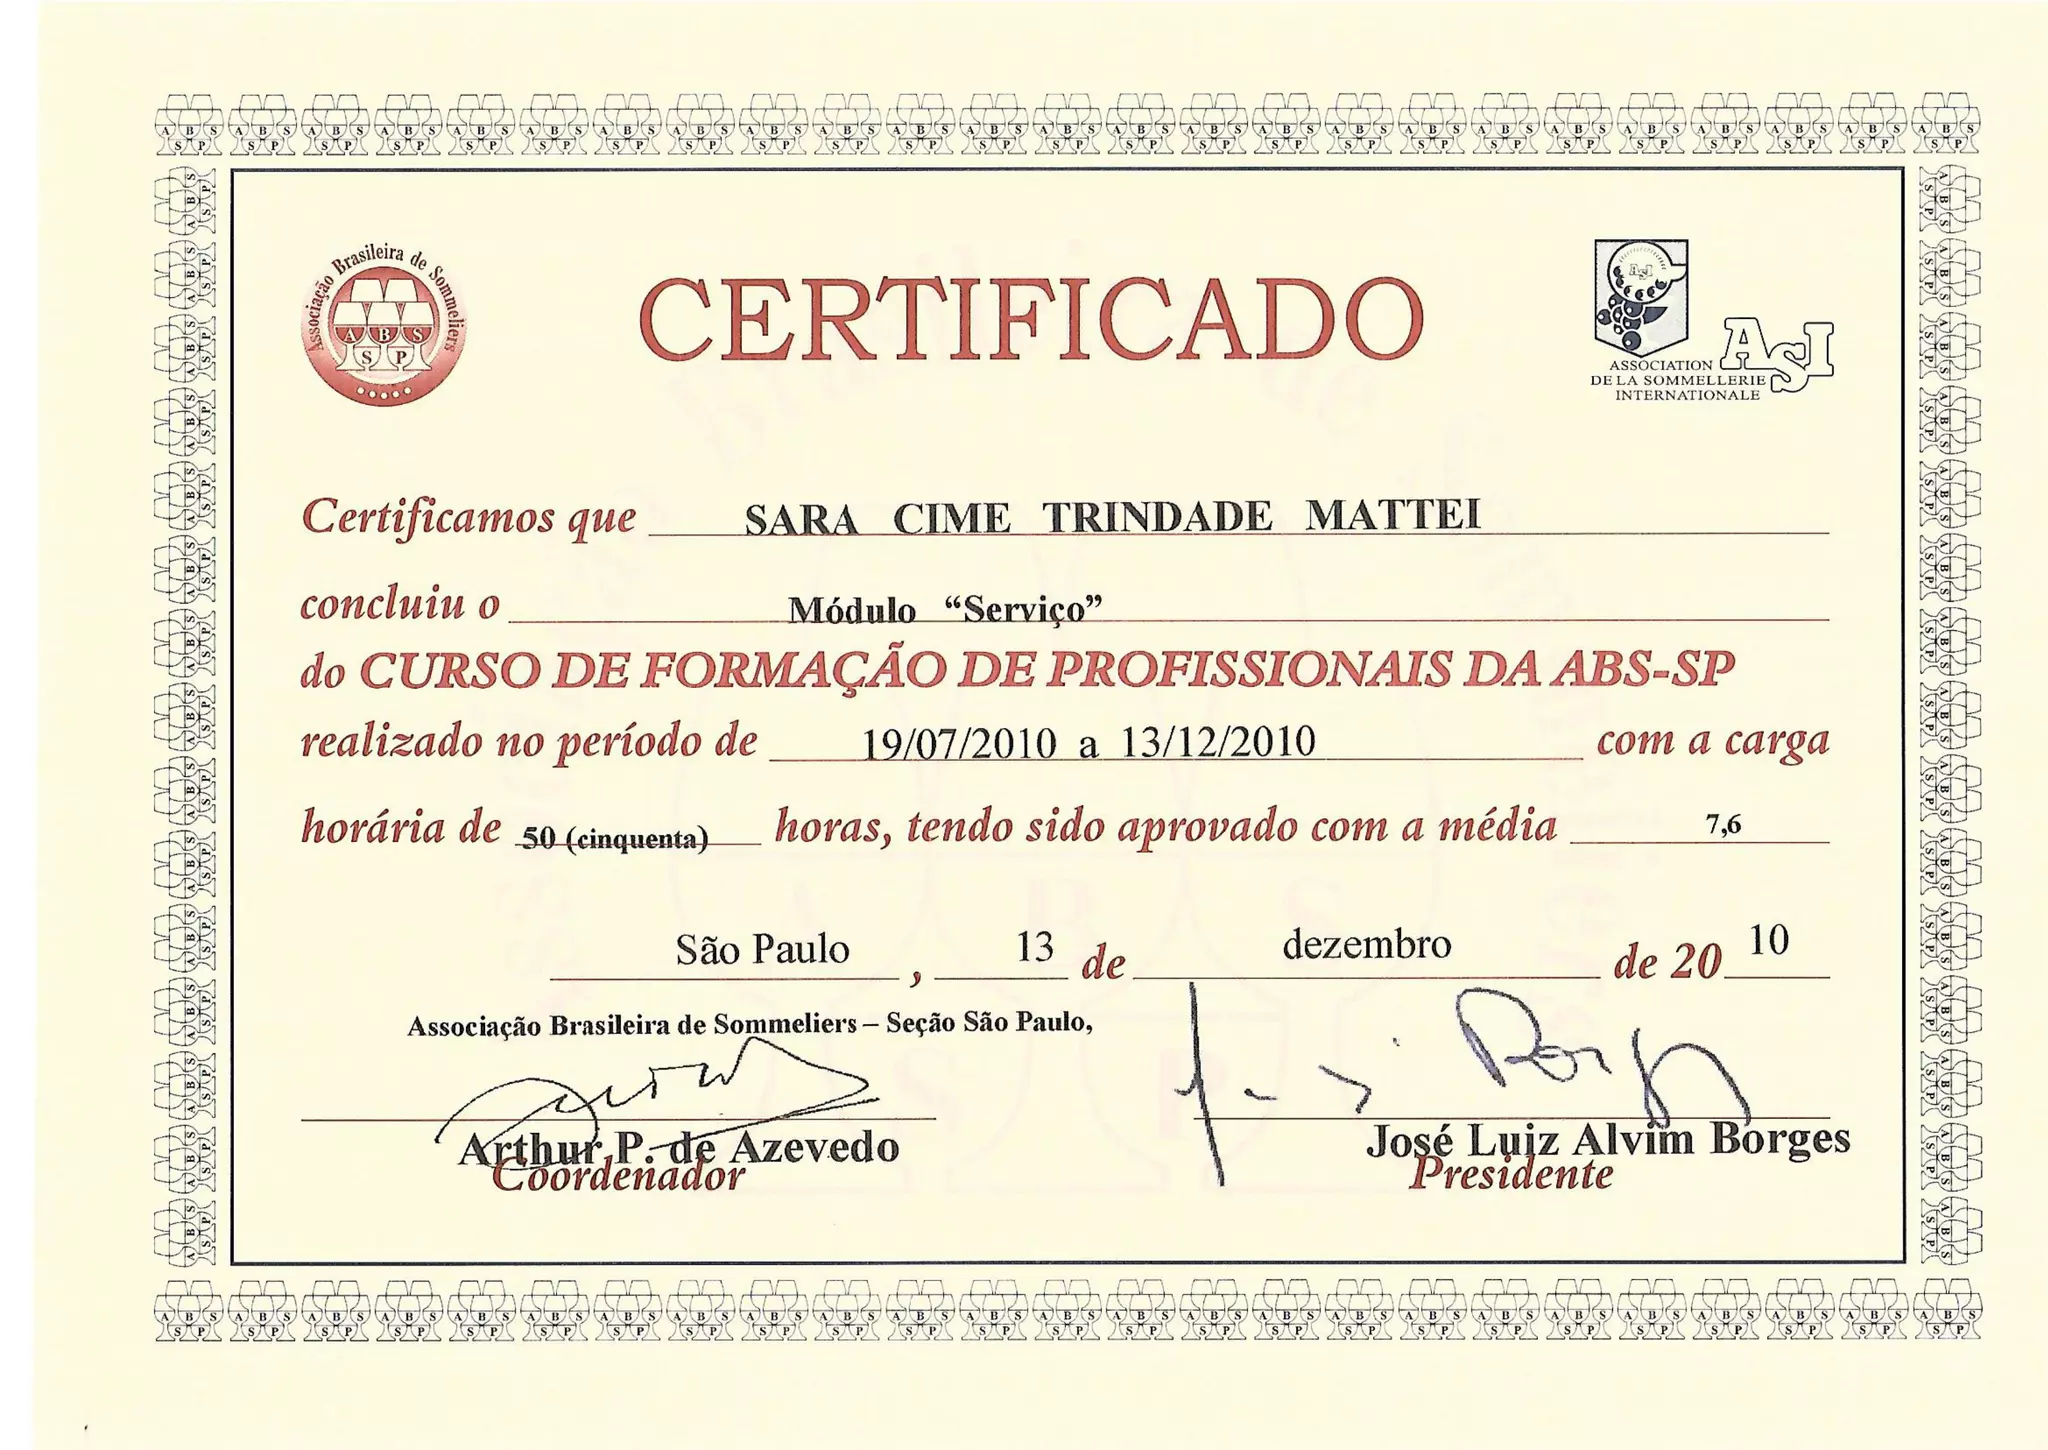 Associação Brasileira de Sommeliers
A B S
S P
CERTIFICADO
ASI
ASSOCIATION
DE LA SOMMELLERIE
INTERNATIONALE
ASI
Certificamos que SARA CIME TRINDADE MATTEI
concluiu o Módulo “Serviço”
do CURSO DE FORMAÇÃO DE PROFISSIONAIS DA ABS-SP
realizado no período de 19/07/2010 a 13/12/2010 com a carga
horária de 50 (cinquenta) horas, tendo sido aprovado com a média 7,6
São Paulo, 13 de dezembro de 20 10
Associação Brasileira de Sommeliers – Seção São Paulo,
Arthur P. de Azevedo
Coordenador
José Luiz Alvim Borges
Presidente